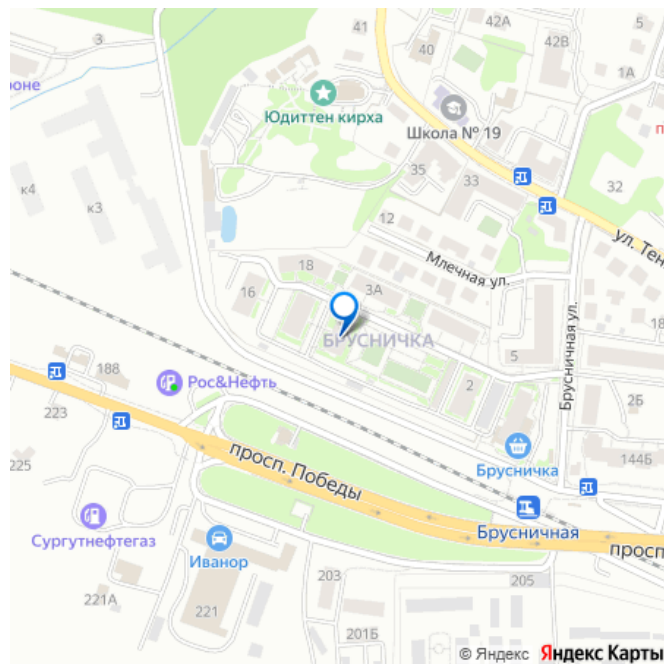 41
42А
42В
5
3
40
1А
роне
Юдиттен кирха
Школа № 19
п
35
33
32
к4
к3
12
ул. Тен
Млечная ул.
18
3А
16
БРУСНИЧКА
Брусничная ул.
5
188
Рос&Нефть
2
2Б
223
просп. Победы
Брусничка
144Б
225
Сургутнефтегаз
Иванор
Брусничная
просп
203
205
221А
221
201Б
© Яндекс Яндекс Карты